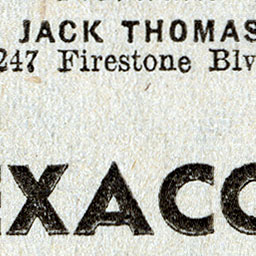 JACK THOMAS
247 Firestone Blv
EXACO